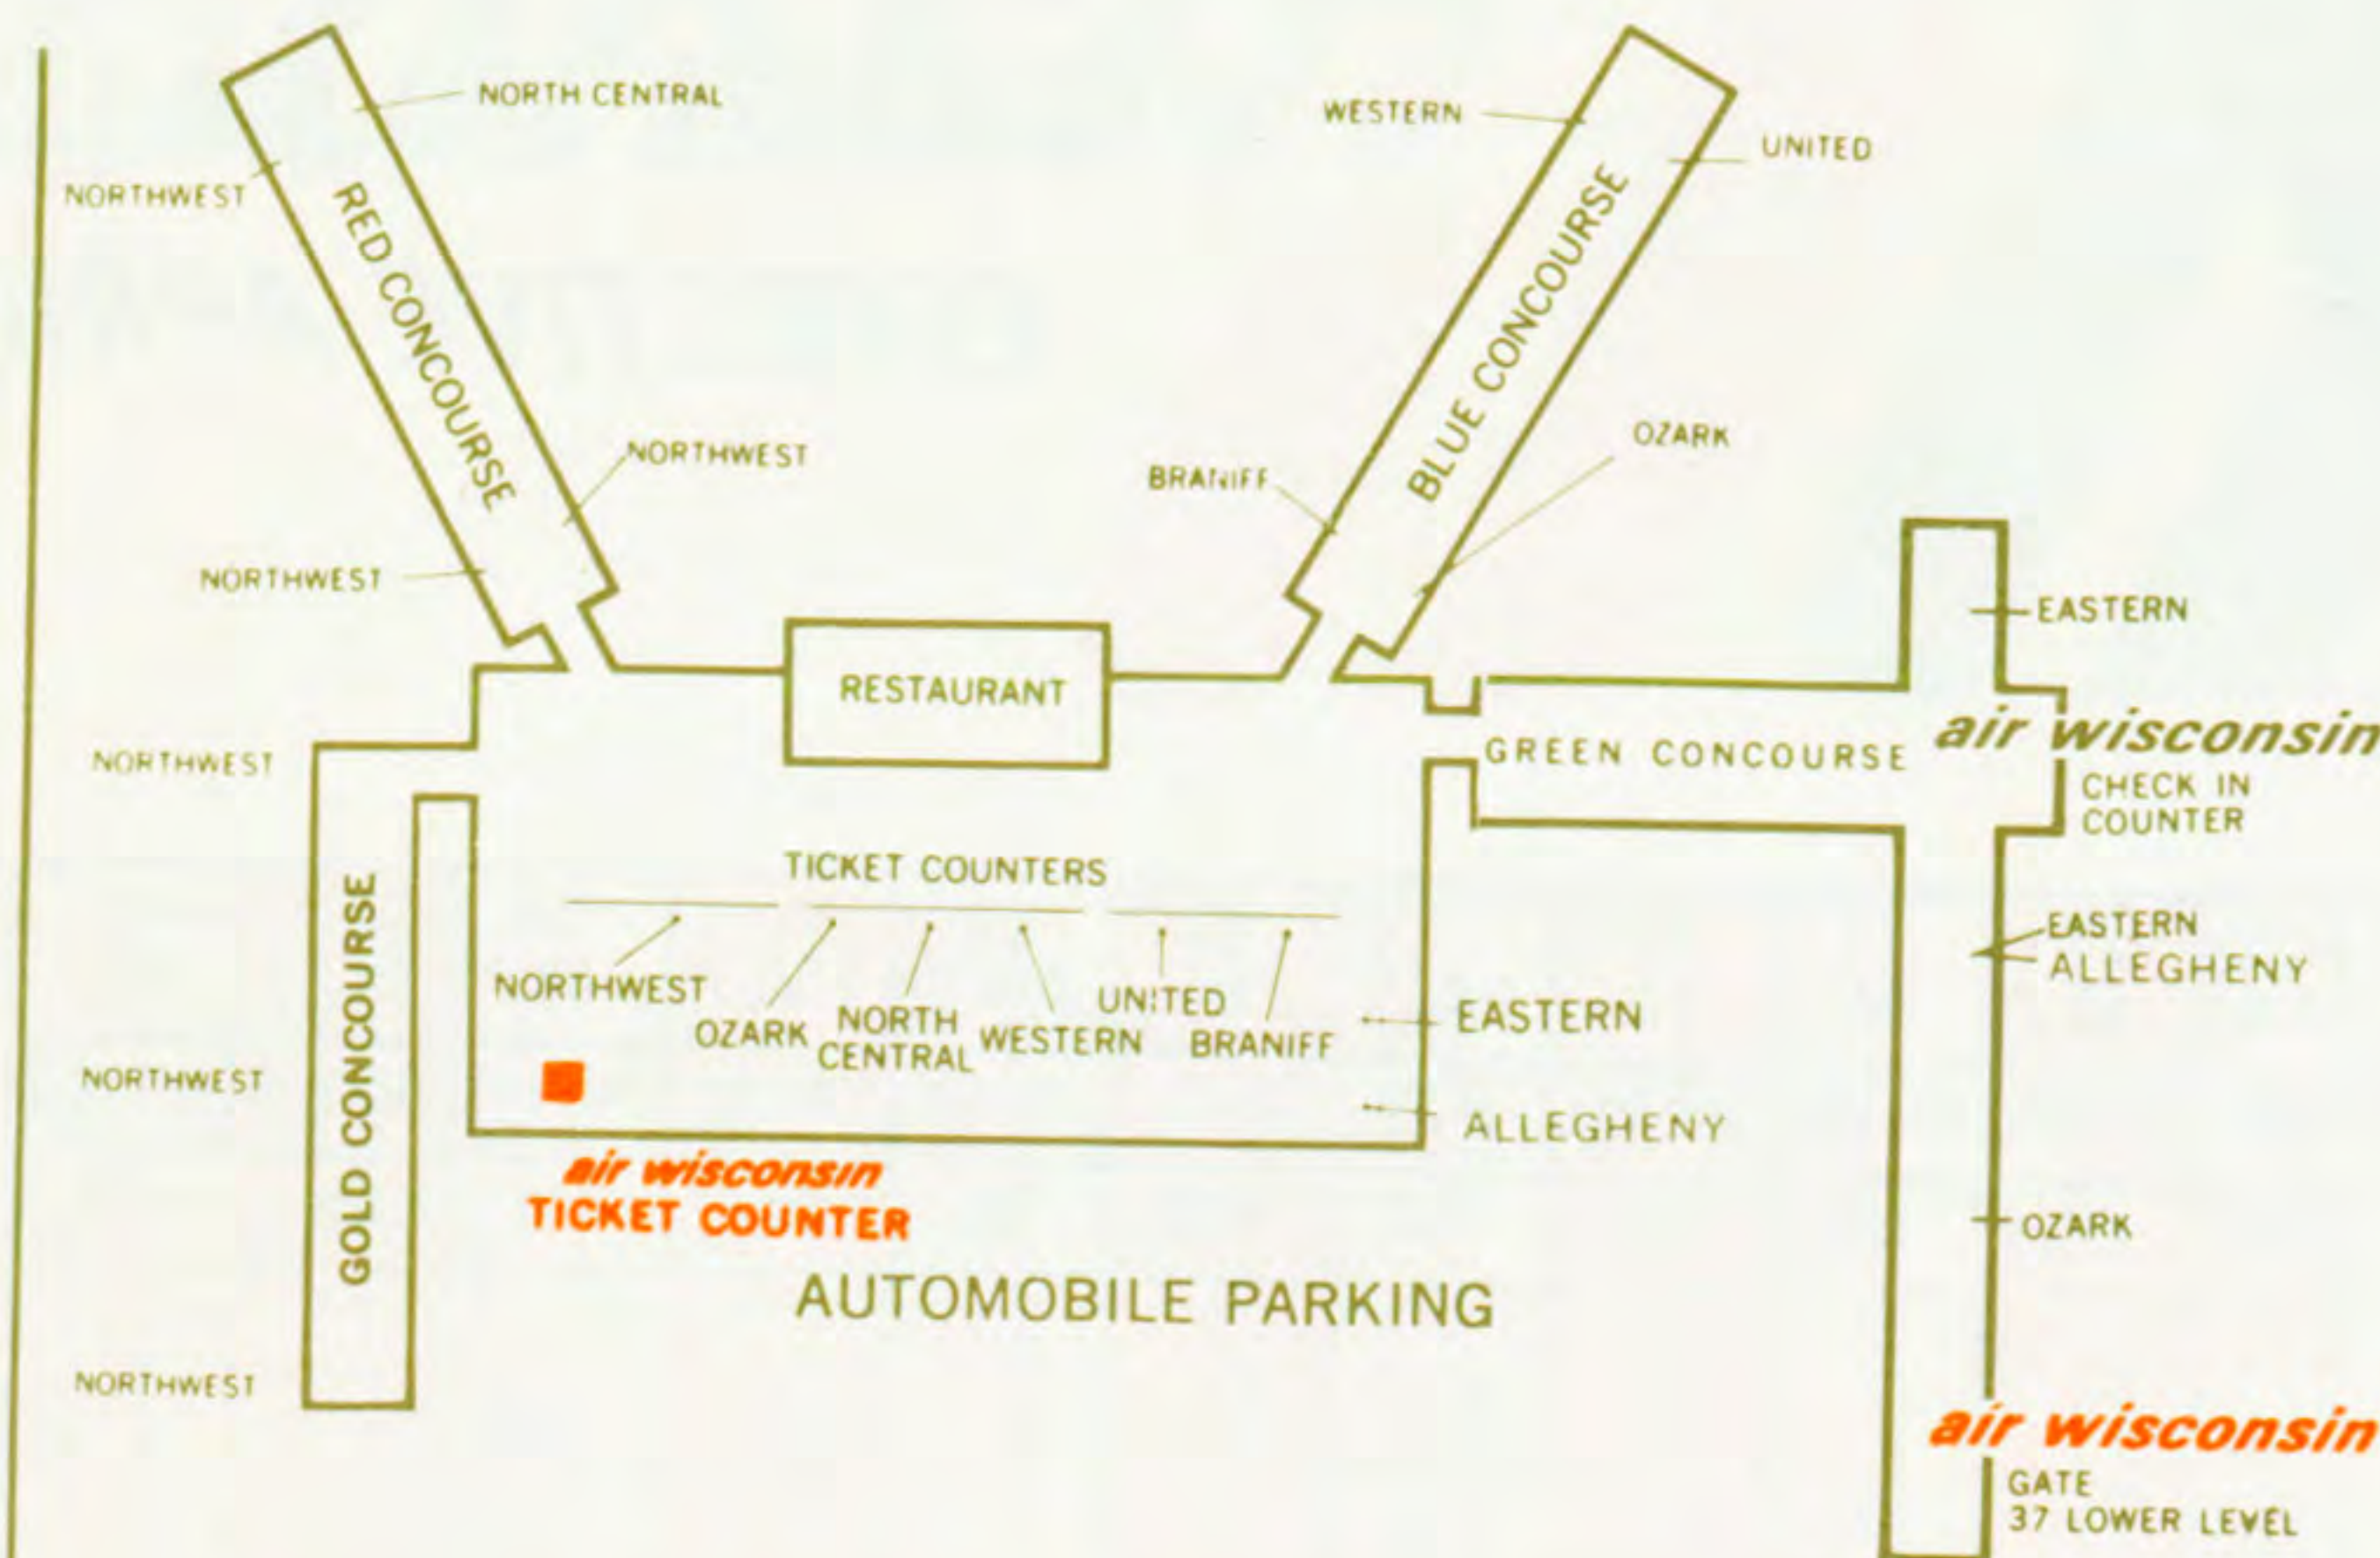 NORTH CENTRAL
WESTERN
UNITED
NORTHWEST
RED CONCOURSE
BLUE CONCOURSE
OZARK
NORTHWEST
BRANIFF
NORTHWEST
EASTERN
RESTAURANT
air wisconsin
GREEN CONCOURSE
NORTHWEST
CHECK IN
COUNTER
TICKET COUNTERS
EASTERN
ALLEGHENY
GOLD CONCOURSE
NORTHWEST
OZARK
NORTH
CENTRAL
WESTERN
UNITED
BRANIFF
EASTERN
NORTHWEST
ALLEGHENY
air wisconsin
TICKET COUNTER
OZARK
AUTOMOBILE PARKING
NORTHWEST
air wisconsin
GATE
37 LOWER LEVEL